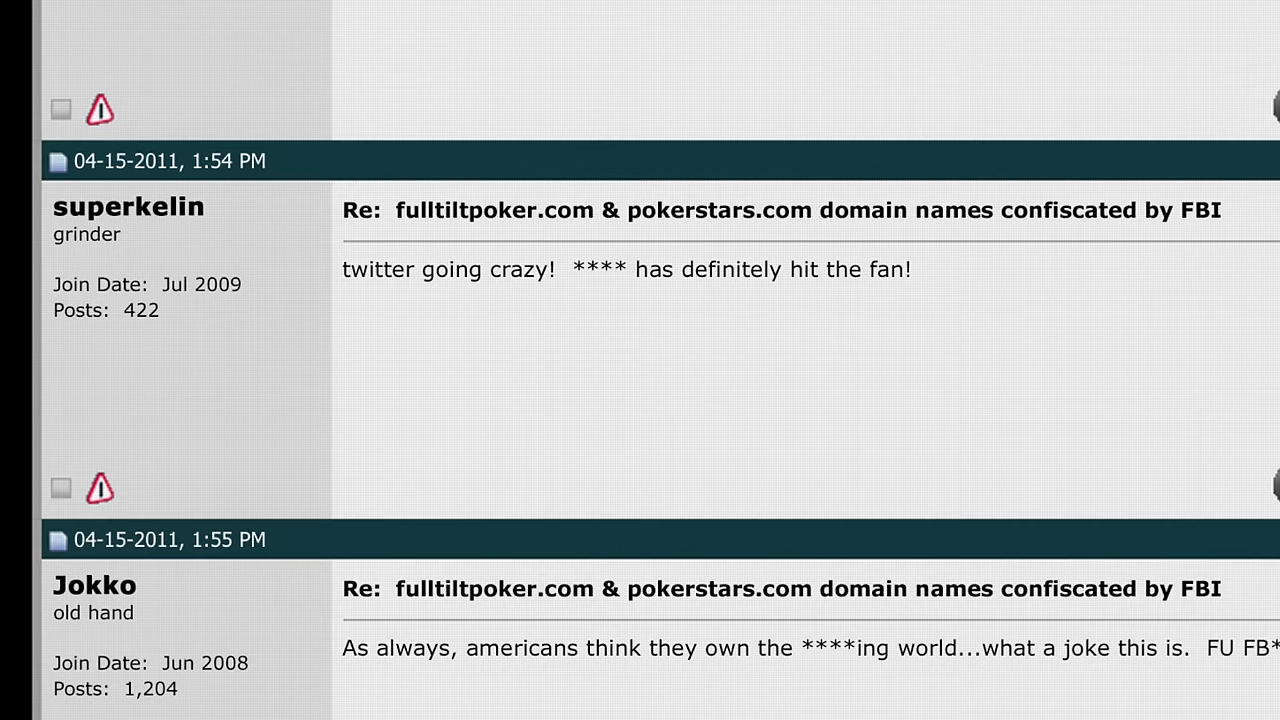 04-15-2011, 1:54 PM
superkelin
grinder
Join Date: Jul 2009
Posts: 422
Re: fulltiltpoker.com & pokerstars.com domain names confiscated by FBI
twitter going crazy! **** has definitely hit the fan!
04-15-2011, 1:55 PM
Jokko
old hand
Join Date: Jun 2008
Posts: 1,204
Re: fulltiltpoker.com & pokerstars.com domain names confiscated by FBI
As always, americans think they own the ****ing world...what a joke this is. FU FB*